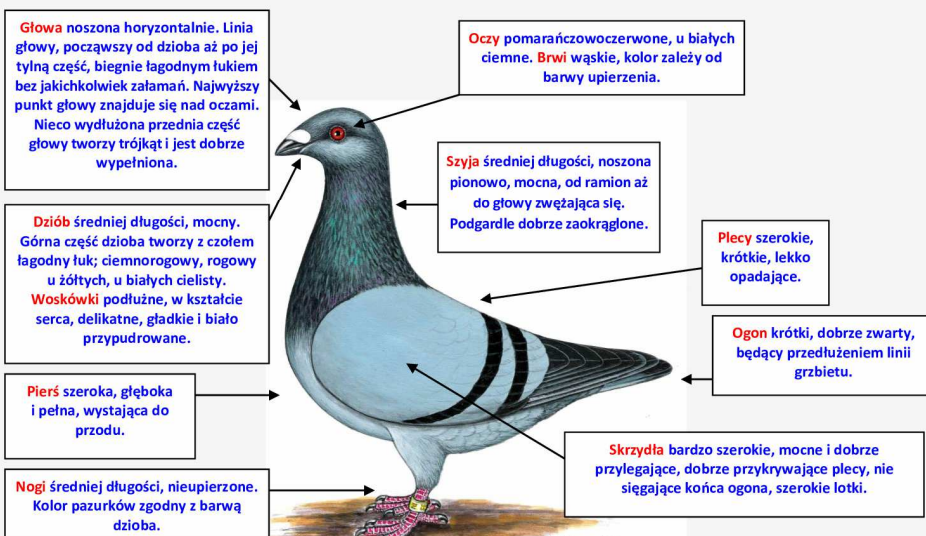 Głowa noszona horyzontalnie. Linia
głowy, począwszy od dzioba aż po jej
tylną część, biegnie łagodnym łukiem
bez jakichkolwiek załamań. Najwyższy
punkt głowy znajduje się nad oczami.
Nieco wydłużona przednia część
głowy tworzy trójkąt i jest dobrze
wypełniona.
Oczy pomarańczowoczerwone, u białych
ciemne. Brwi wąskie, kolor zależy od
barwy upierzenia.
Szyja średniej długości, noszona
pionowo, mocna, od ramion aż
do głowy zwężająca się.
Podgardle dobrze zaokrąglone.
Dziób średniej długości, mocny.
Górna część dzioba tworzy z czołem
łagodny łuk; ciemnorogowy, rogowy
u żółtych, u białych cielisty.
Woskówki podłużne, w kształcie
serca, delikatne, gładkie i biało
przypudrowane.
Plecy szerokie,
krótkie, lekko
opadające.
Ogon krótki, dobrze zwarty,
będący przedłużeniem linii
grzbietu.
Pierś szeroka, głęboka
i pełna, wystająca do
przodu.
Skrzydła bardzo szerokie, mocne i dobrze
przylegające, dobrze przykrywające plecy, nie
sięgające końca ogona, szerokie lotki.
Nogi średniej długości, nieupierzone.
Kolor pazurków zgodny z barwą
dzioba.